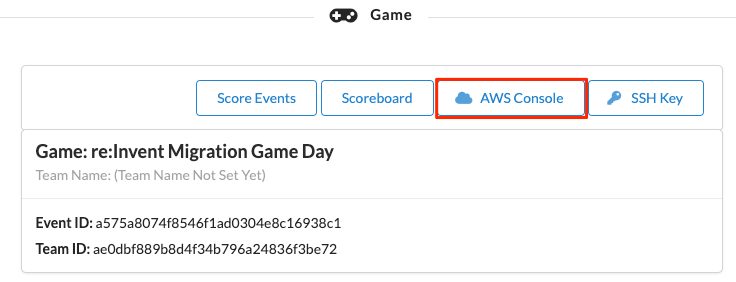 Game
Score Events
Scoreboard
AWS Console
SSH Key
Game: re:Invent Migration Game Day
Team Name: (Team Name Not Set Yet)
Event ID: a575a8074f8546f1ad0304e8c16938c1
Team ID: ae0dbf889b8d4f34b796a24836f3be72